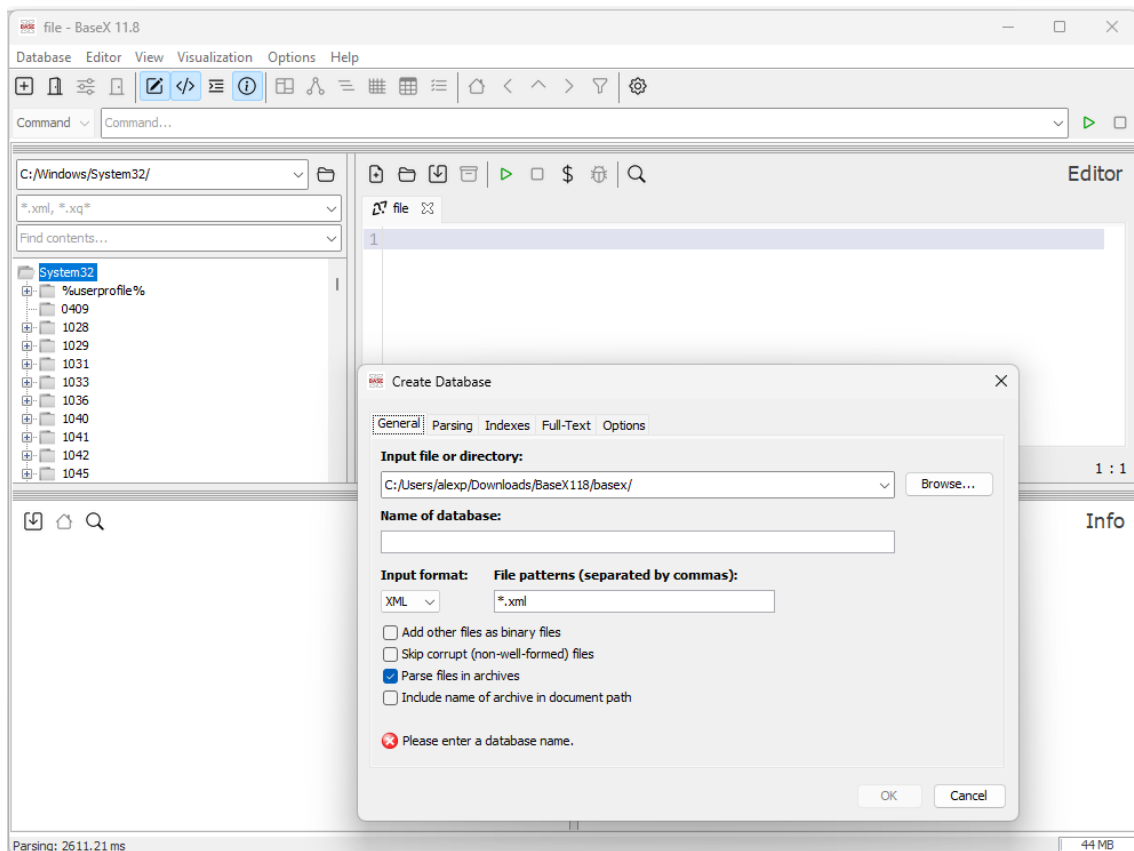 file - BaseX 11.8
Database Editor View Visualization Options Help
Command Command...
C:/Windows/System32/
*.xml, *.xq*
Find contents...
System32
%userprofile%
0409
1028
1029
1031
1033
1036
1040
1041
1042
1045
Editor
file
1
1 : 1
Info
BASE Create Database
General Parsing Indexes Full-Text Options
Input file or directory:
C:/Users/alexp/Downloads/BaseX118/basex/ Browse...
Name of database:
Input format: File patterns (separated by commas):
XML *.xml
Add other files as binary files
Skip corrupt (non-well-formed) files
Parse files in archives
Include name of archive in document path
Please enter a database name.
OK Cancel
Parsing: 2611.21 ms 44 MB